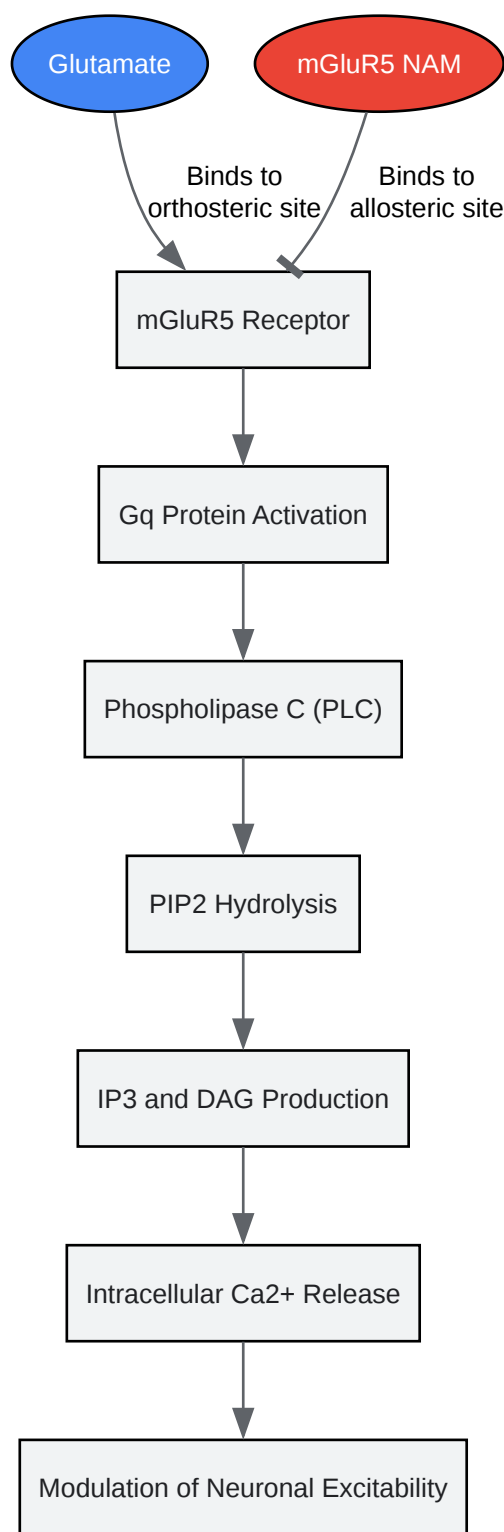 Glutamate
mGluR5 NAM
Binds to
orthosteric site
Binds to
allosteric site
mGluR5 Receptor
Gq Protein Activation
Phospholipase C (PLC)
PIP2 Hydrolysis
IP3 and DAG Production
Intracellular Ca2+ Release
Modulation of Neuronal Excitability